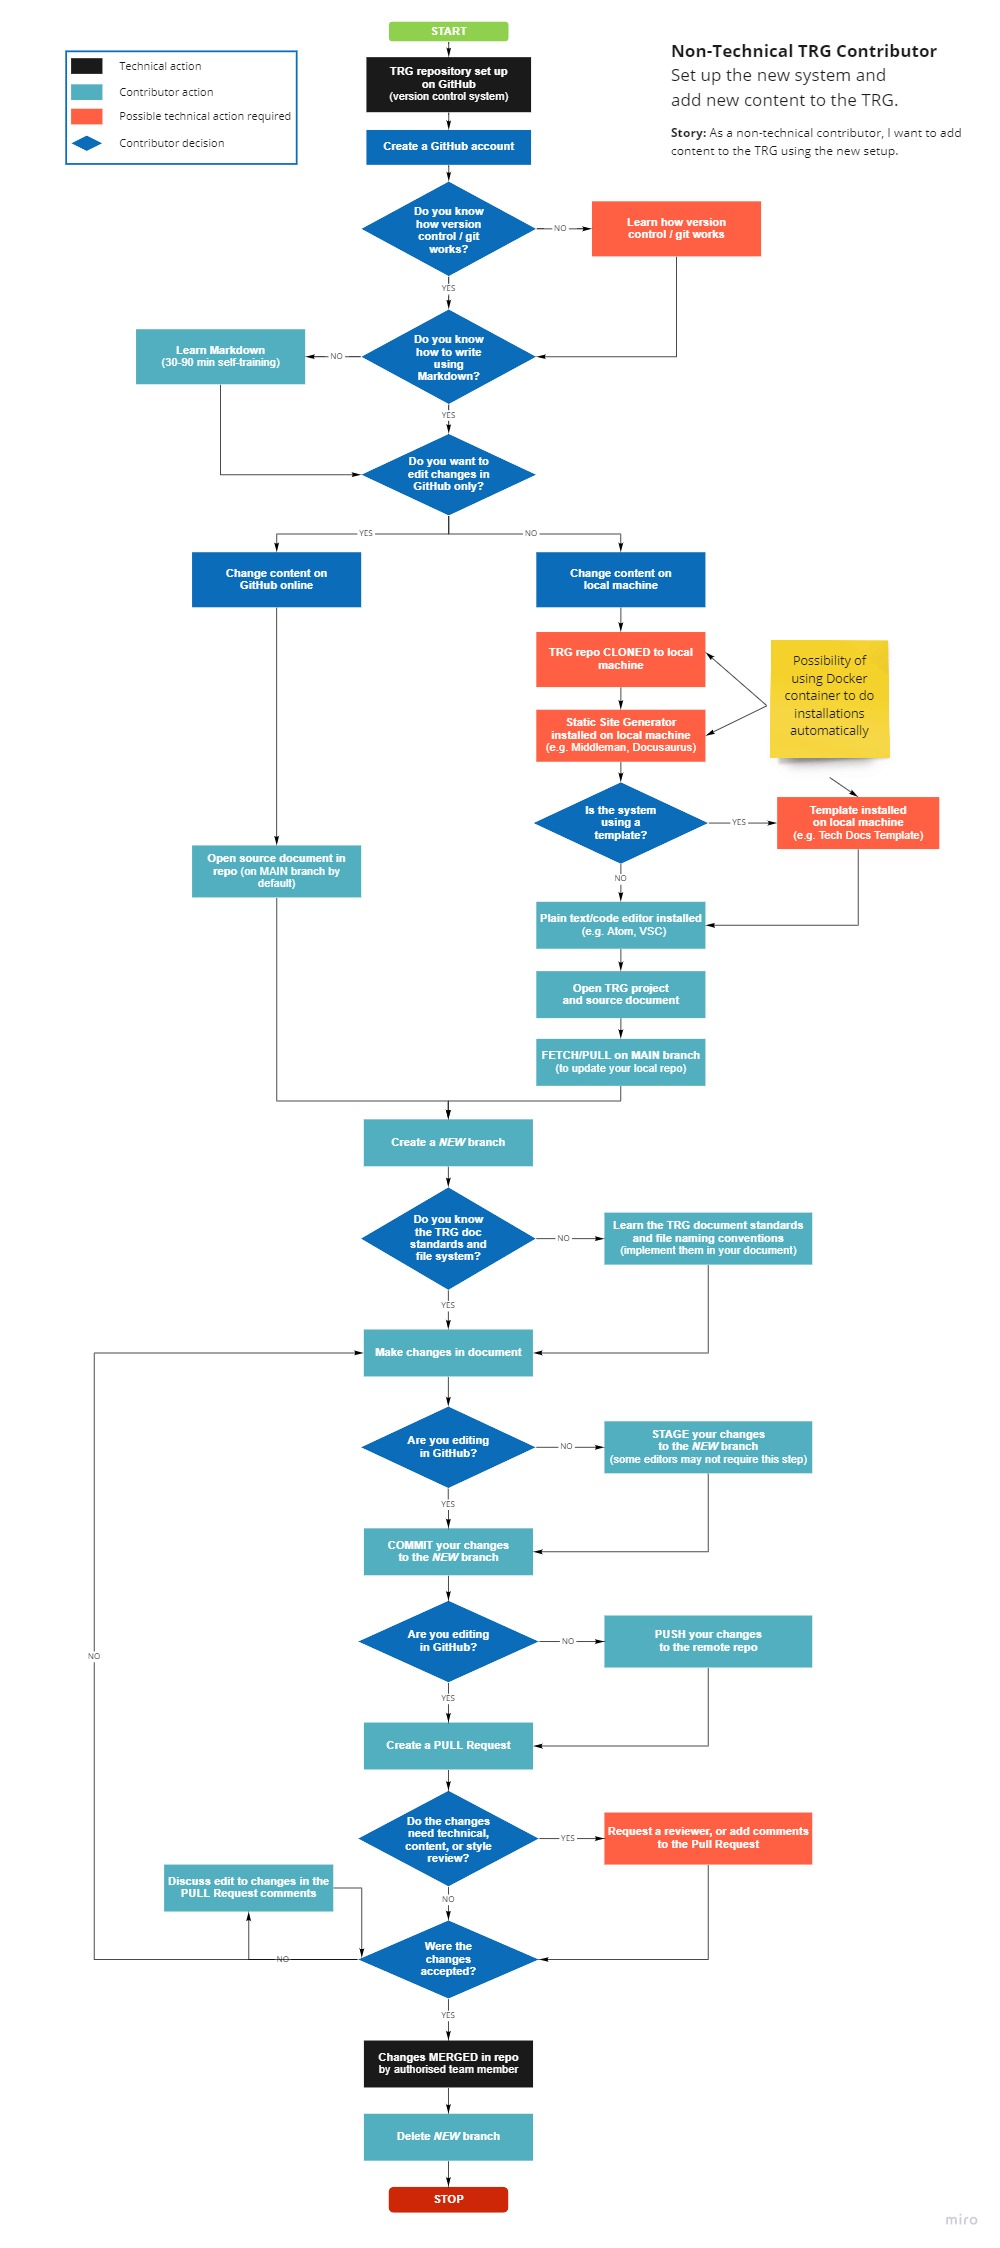 START
Non-Technical TRG Contributor
Set up the new system and
add new content to the TRG.
Story: As a non-technical contributor, I want to add
content to the TRG using the new setup.
Technical action
Contributor action
Possible technical action required
Contributor decision
TRG repository set up
on GitHub
(version control system)
Create a GitHub account
Do you know
how version
control / git
works?
NO
Learn how version
control / git works
YES
Do you know
how to write
using
Markdown?
NO
Learn Markdown
(30-90 min self-training)
YES
Do you want to
edit changes in
GitHub only?
YES
NO
Change content on
GitHub online
Change content on
local machine
TRG repo CLONED to local
machine
Possibility of
using Docker
container to do
installations
automatically
Static Site Generator
installed on local machine
(e.g. Middleman, Docusaurus)
Is the system
using a
template?
YES
Template installed
on local machine
(e.g. Tech Docs Template)
NO
Open source document in
repo (on MAIN branch by
default)
Plain text/code editor installed
(e.g. Atom, VSC)
Open TRG project
and source document
FETCH/PULL on MAIN branch
(to update your local repo)
Create a NEW branch
Do you know
the TRG doc
standards and
file system?
NO
Learn the TRG document standards
and file naming conventions
(implement them in your document)
YES
Make changes in document
Are you editing
in GitHub?
NO
STAGE your changes
to the NEW branch
(some editors may not require this step)
YES
COMMIT your changes
to the NEW branch
Are you editing
in GitHub?
NO
PUSH your changes
to the remote repo
NO
YES
Create a PULL Request
Do the changes
need technical,
content, or style
review?
YES
Request a reviewer, or add comments
to the Pull Request
NO
Discuss edit to changes in the
PULL Request comments
Were the
changes
accepted?
NO
YES
Changes MERGED in repo
by authorised team member
Delete NEW branch
STOP
miro